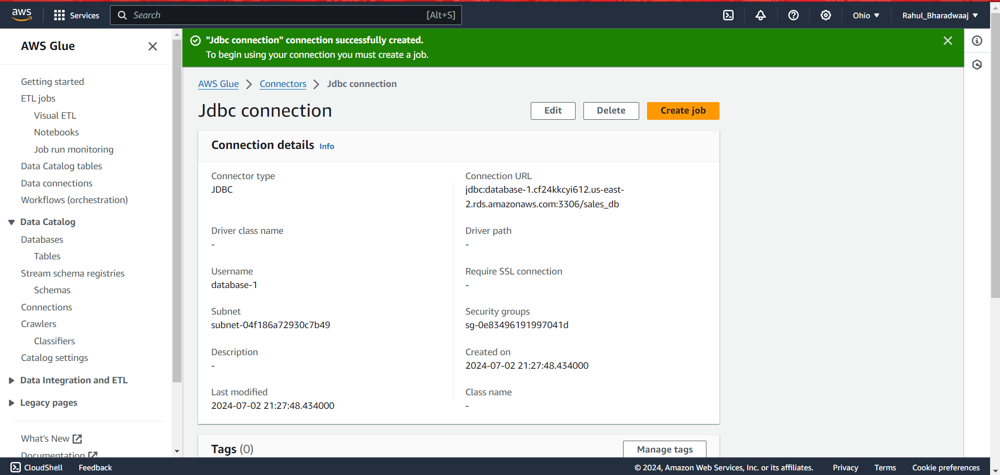 aws
Services
Search
[Alt+S]
Ohio
Rahul_Bharadwaaj
AWS Glue
Getting started
ETL jobs
Visual ETL
Notebooks
Job run monitoring
Data Catalog tables
Data connections
Workflows (orchestration)
Data Catalog
Databases
Tables
Stream schema registries
Schemas
Connections
Crawlers
Classifiers
Catalog settings
Data Integration and ETL
Legacy pages
What's New
Documentation
"Jdbc connection" connection successfully created.
To begin using your connection you must create a job.
AWS Glue
Connectors
Jdbc connection
Jdbc connection
Edit
Delete
Create job
Connection details Info
Connector type
JDBC
Connection URL
jdbc:database-1.cf24kkcyi612.us-east-
2.rds.amazonaws.com:3306/sales_db
Driver class name
-
Driver path
-
Username
database-1
Require SSL connection
-
Subnet
subnet-04f186a72930c7b49
Security groups
sg-0e83496191997041d
Description
-
Created on
2024-07-02 21:27:48.434000
Last modified
2024-07-02 21:27:48.434000
Class name
-
Tags (0)
Manage tags
CloudShell
Feedback
© 2024, Amazon Web Services, Inc. or its affiliates.
Privacy
Terms
Cookie preferences